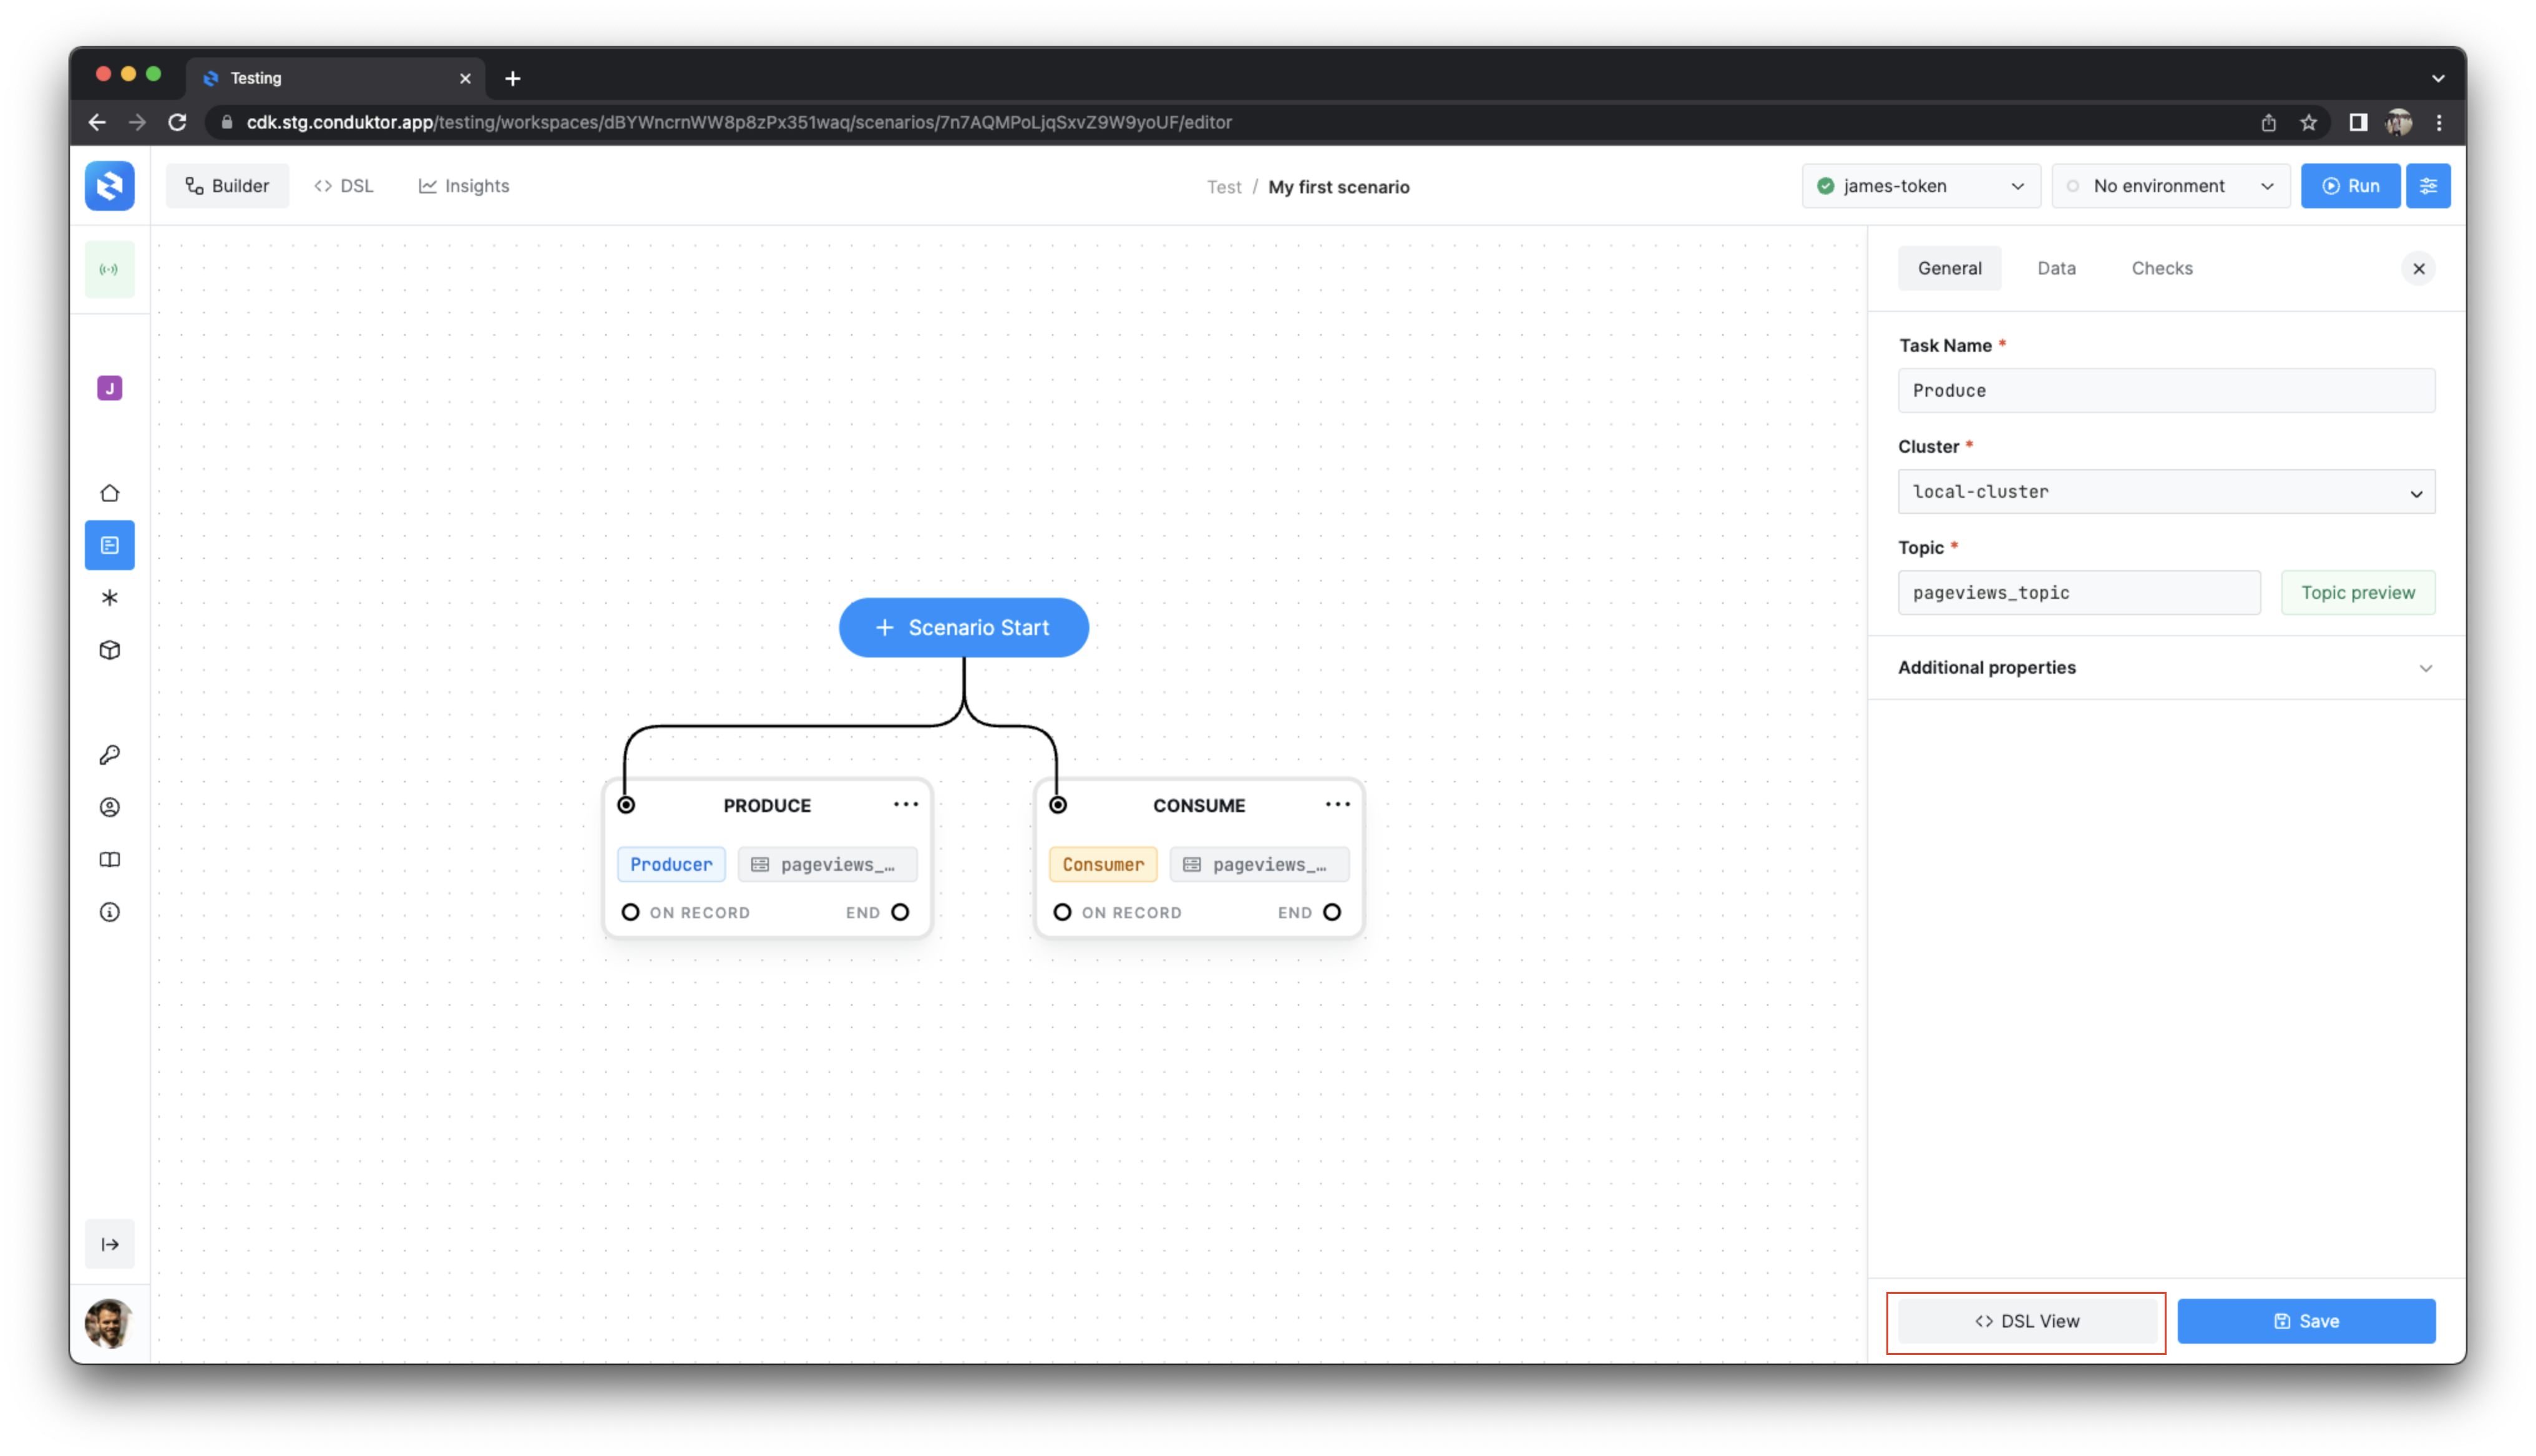 Testing
cdk.stg.conduktor.app/testing/workspaces/dBYWncrnWW8p8zPx351waq/scenarios/7n7AQMPoLjqSxvZ9W9yoUF/editor
Builder
DSL
Insights
Test / My first scenario
james-token
No environment
Run
J
General
Data
Checks
Task Name *
Produce
Cluster *
local-cluster
Topic *
pageviews_topic
Topic preview
Additional properties
+ Scenario Start
PRODUCE
Producer
pageviews_…
ON RECORD
END
CONSUME
Consumer
pageviews_…
ON RECORD
END
<> DSL View
Save